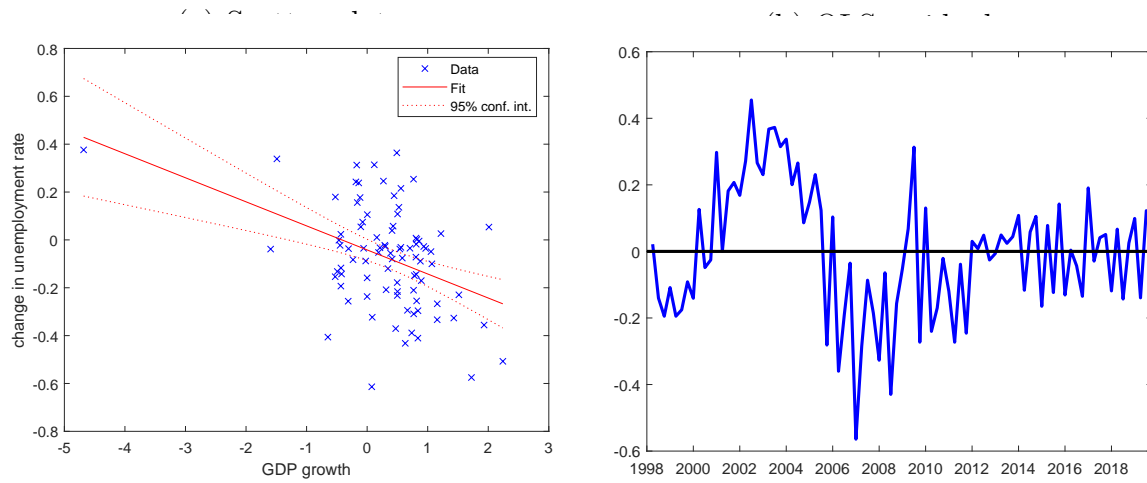 0.8
0.6
0.4
0.2
0
-0.2
-0.4
-0.6
-0.8
change in unemployment rate
-5 -4 -3 -2 -1 0 1 2 3
GDP growth
Data
Fit
95% conf. int.
0.6
0.4
0.2
0
-0.2
-0.4
-0.6
1998 2000 2002 2004 2006 2008 2010 2012 2014 2016 2018